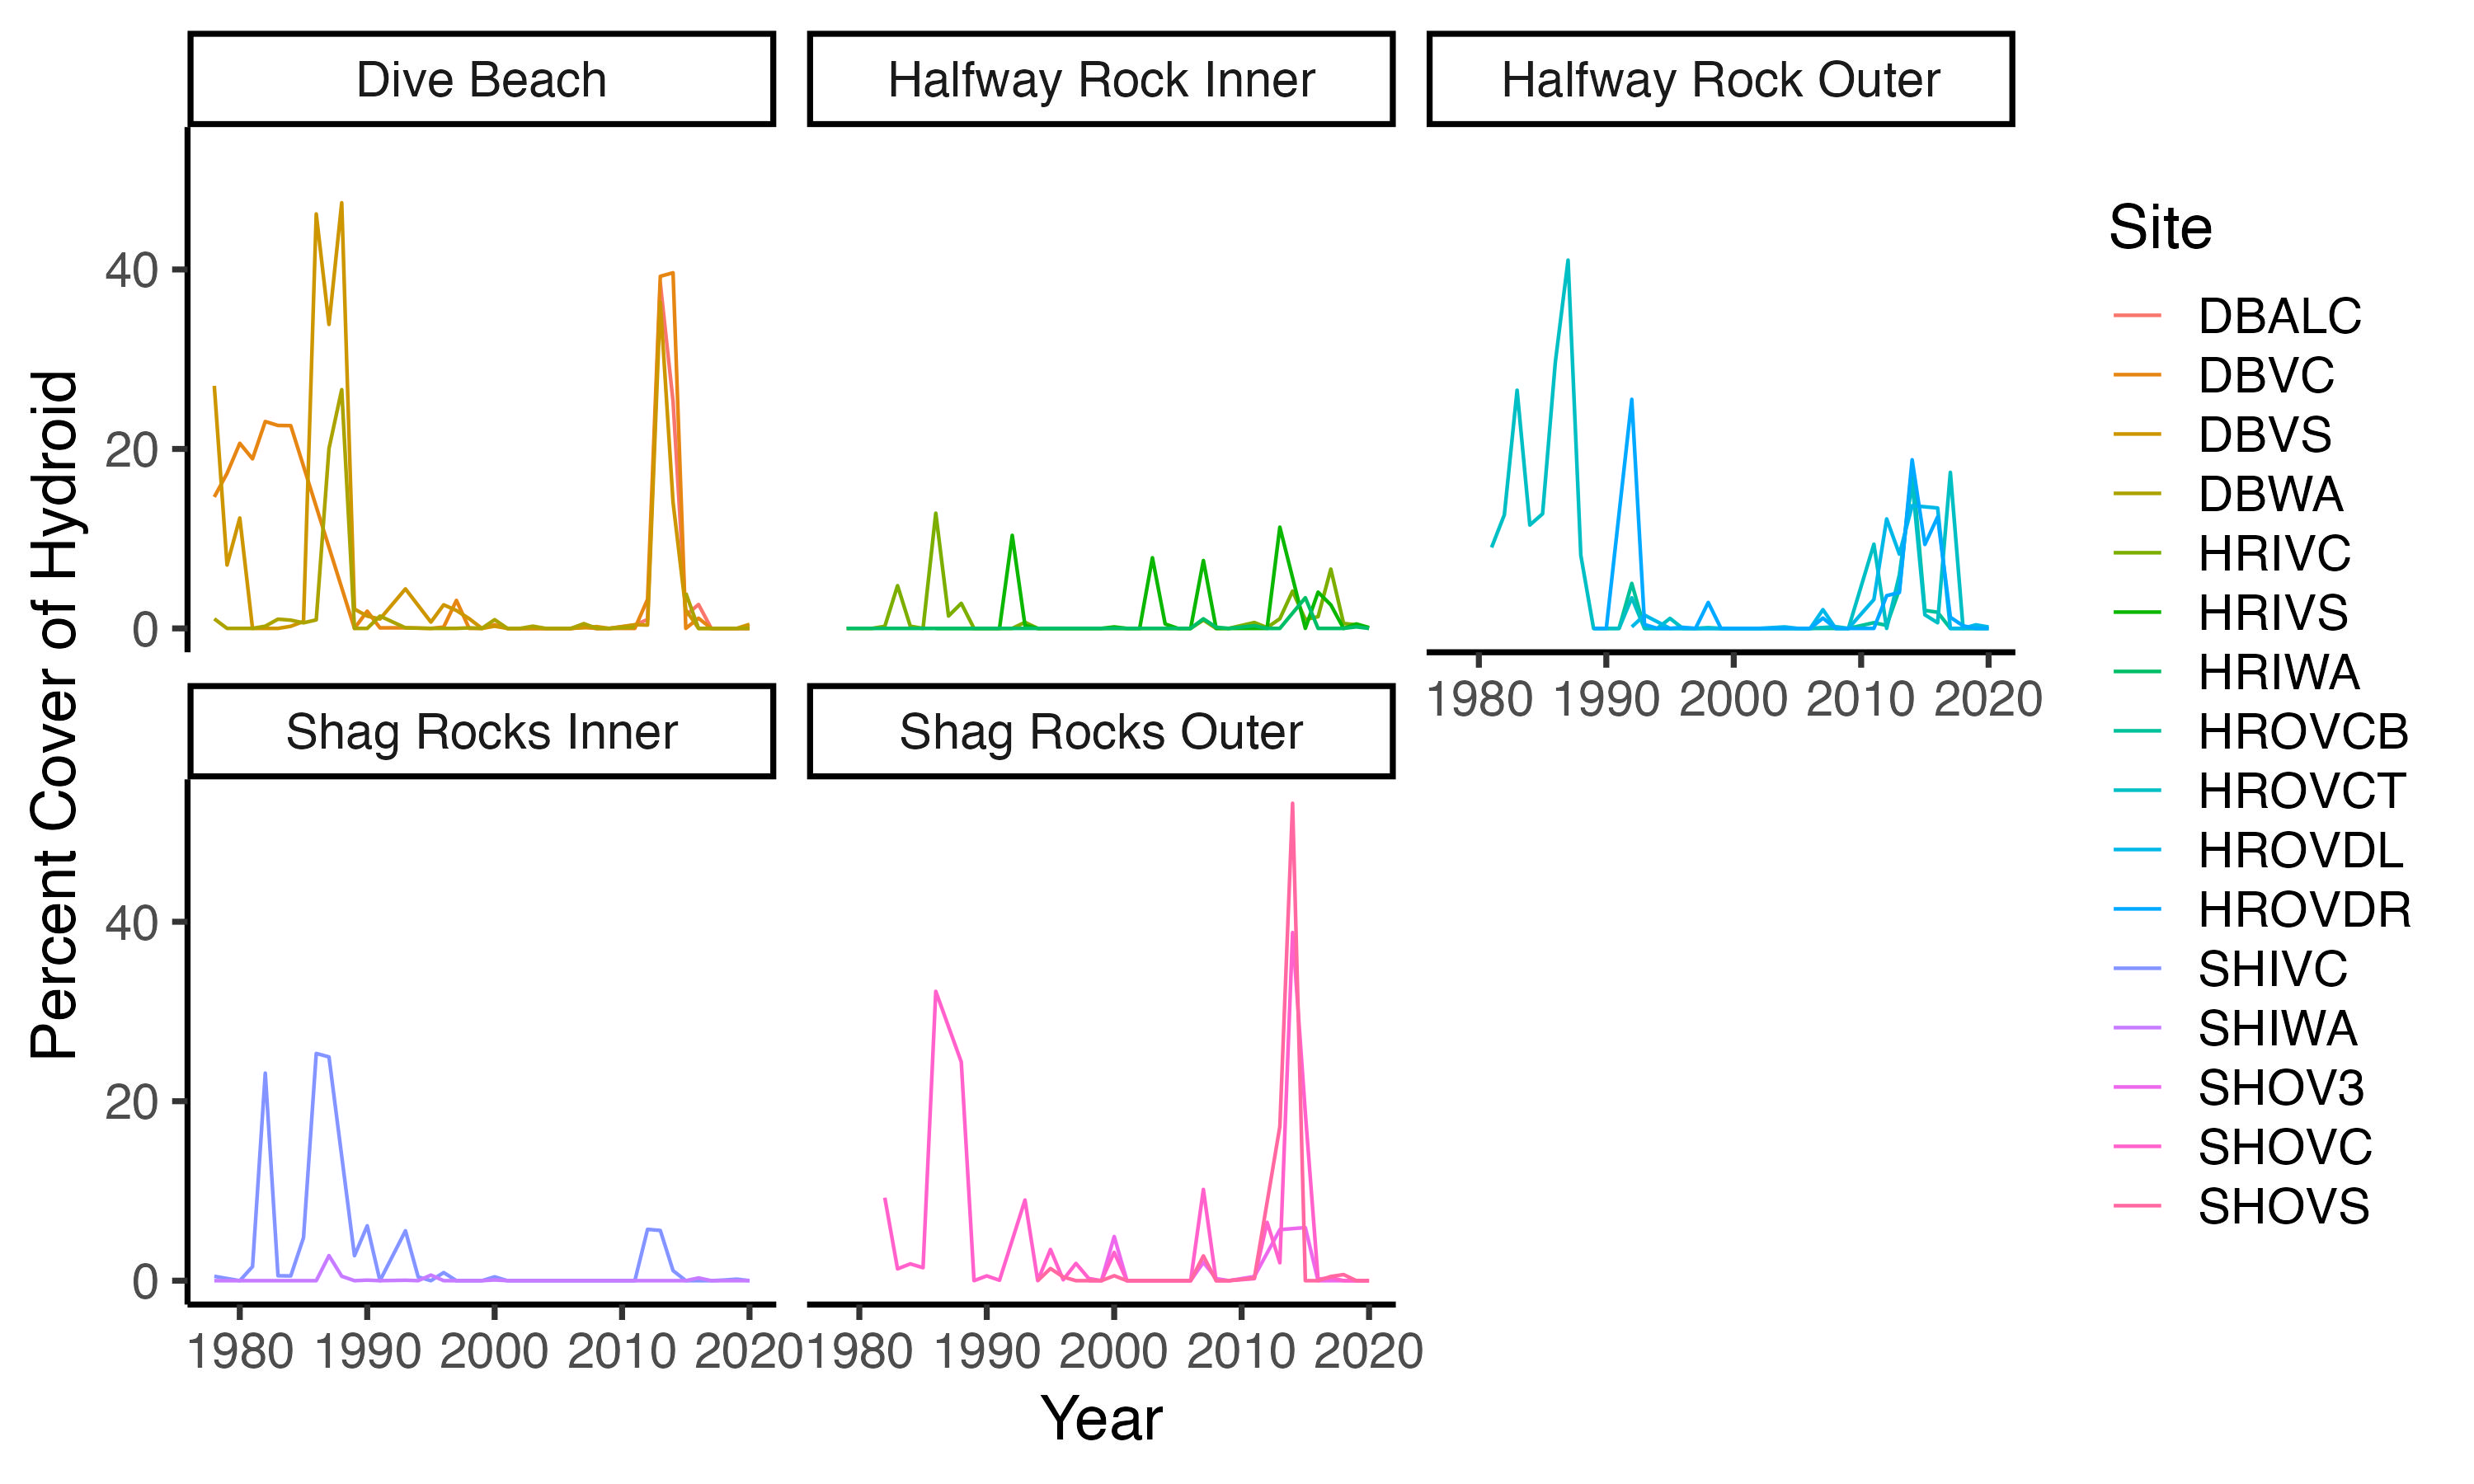 Dive Beach
Halfway Rock Inner
Halfway Rock Outer
Percent Cover of Hydroid
40
20
0
1980 1990 2000 2010 2020
Shag Rocks Inner
Shag Rocks Outer
40
20
0
1980 1990 2000 2010 2020
1980 1990 2000 2010 2020
Year
Site
DBALC
DBVC
DBVS
DBWA
HRIVC
HRIVS
HRIWA
HROVCB
HROVCT
HROVDL
HROVDR
SHIVC
SHIWA
SHOV3
SHOVC
SHOVS